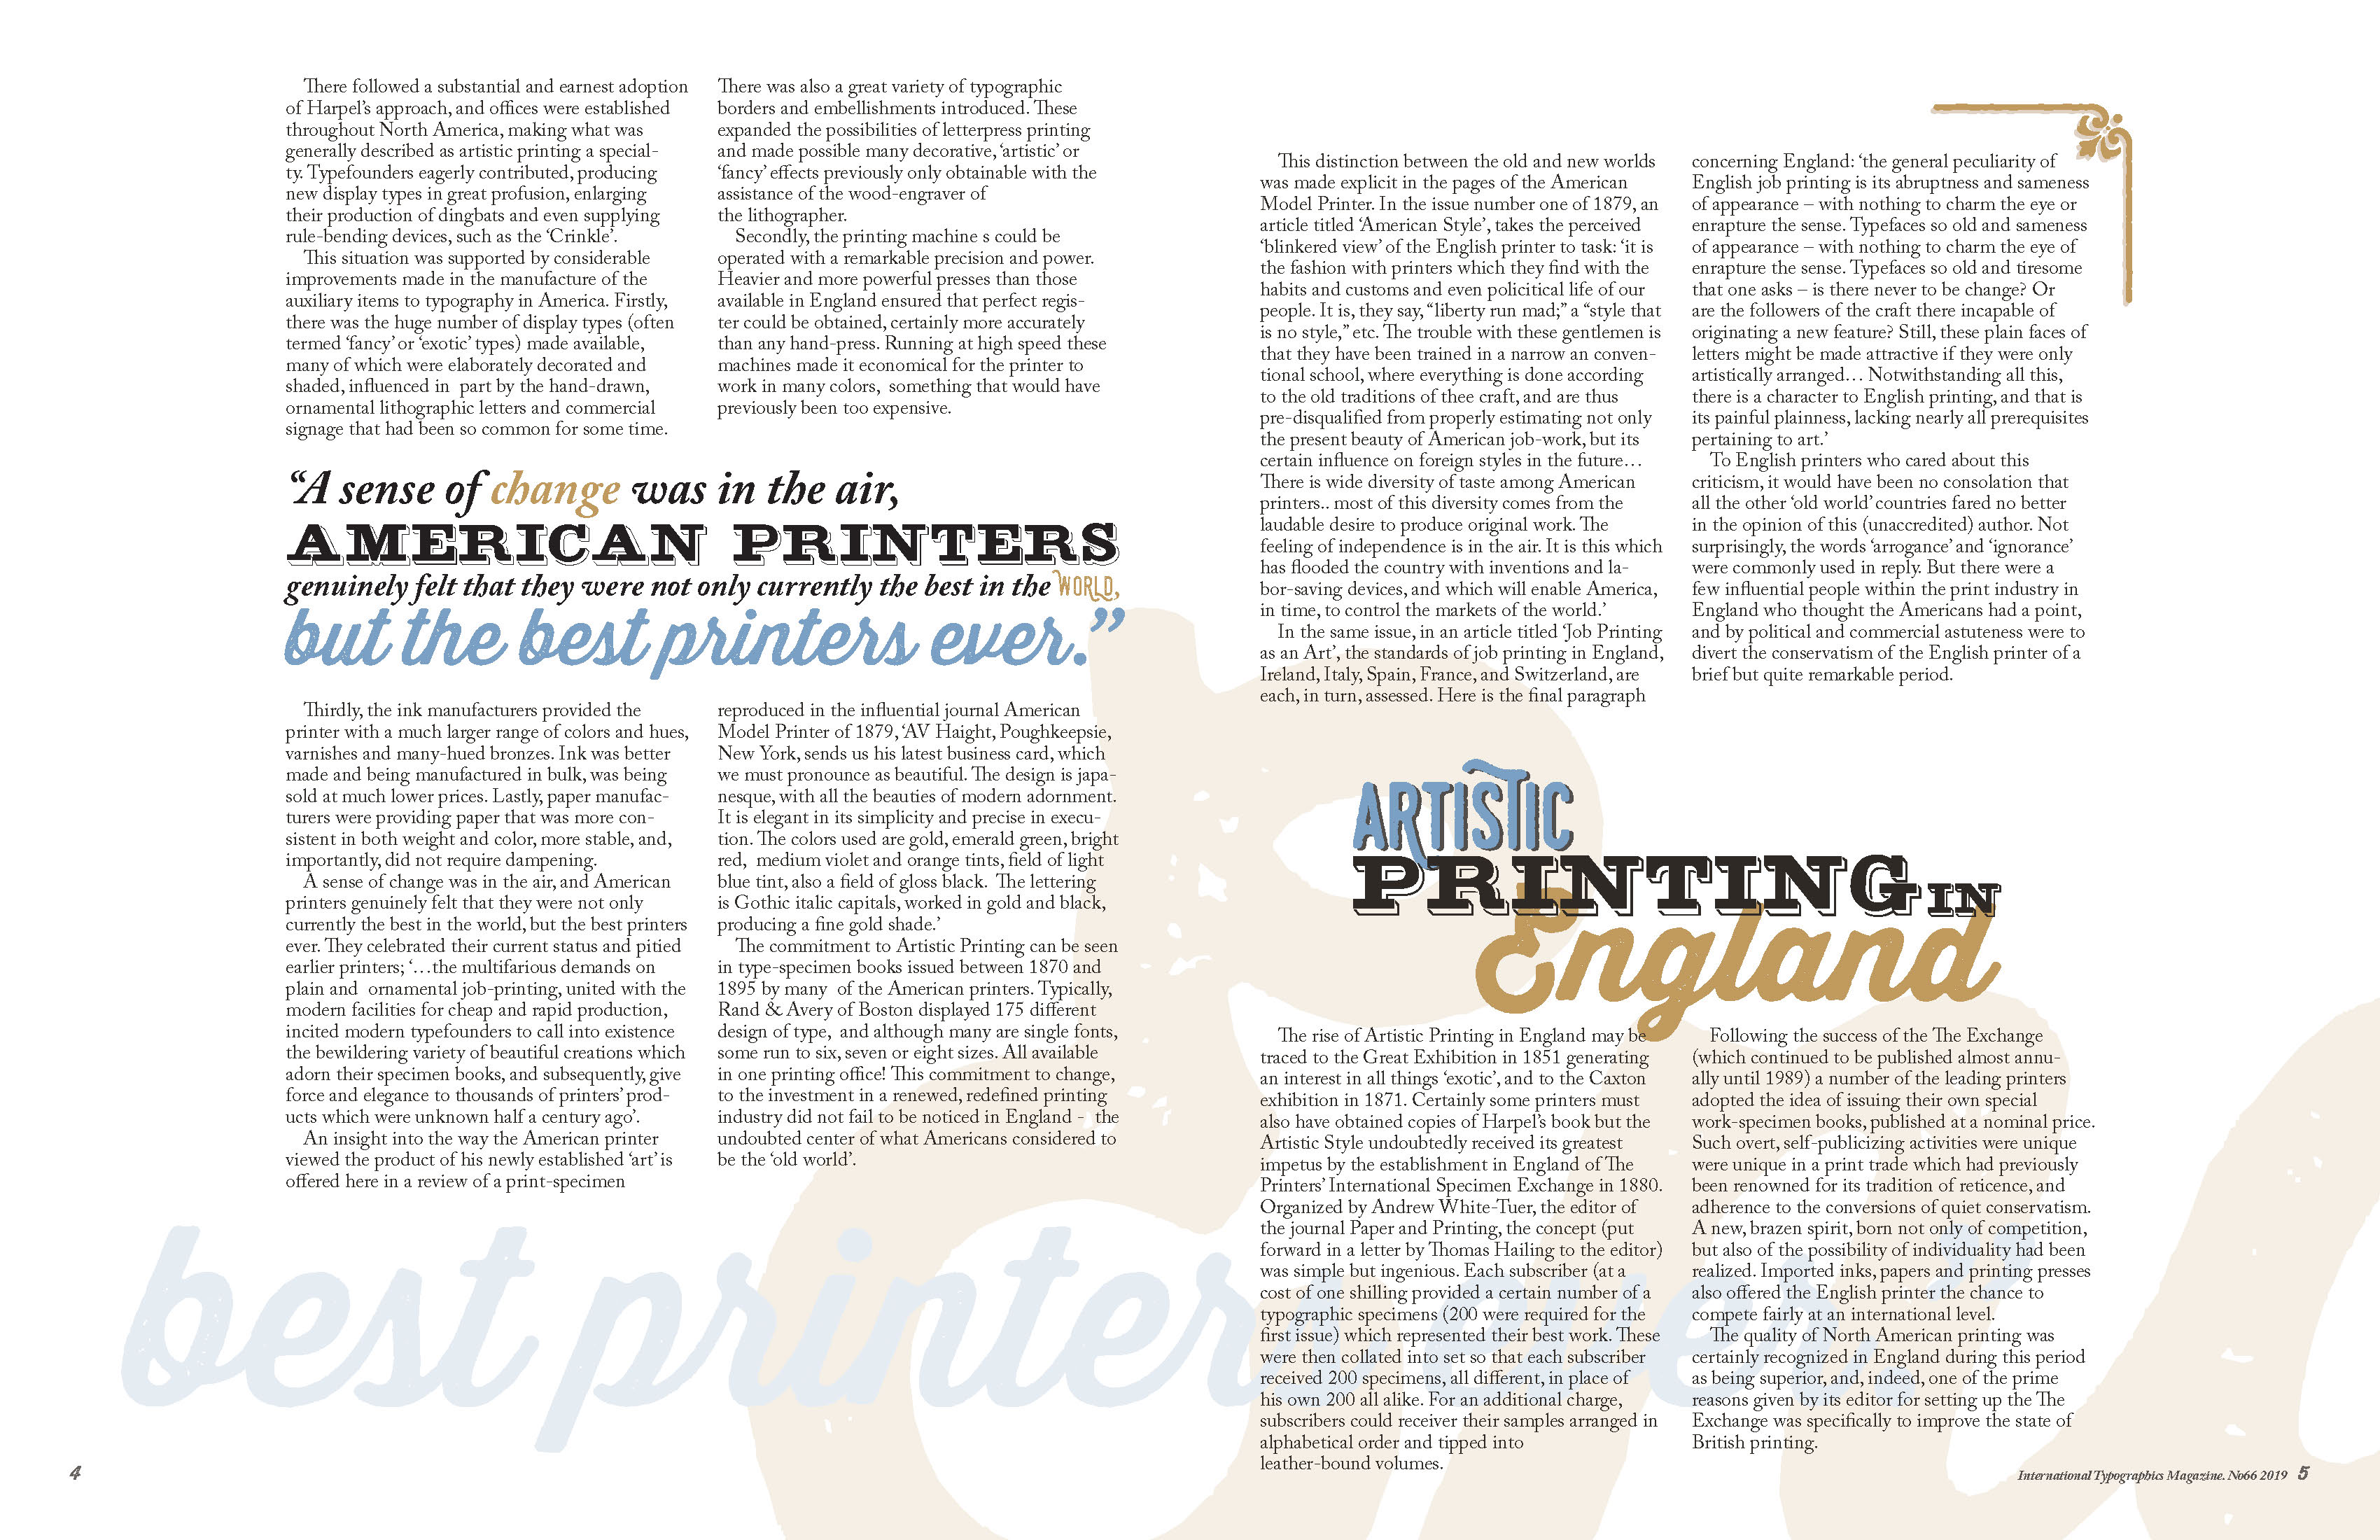 There followed a substantial and earnest adoption
of Harpel's approach, and offices were established
throughout North America, making what was
generally described as artistic printing a special-
ty. Typefounders eagerly contributed, producing
new display types in great profusion, enlarging
their production of dingbats and even supplying
rule-bending devices, such as the 'Crinkle'.
This situation was supported by considerable
improvements made in the manufacture of the
auxiliary items to typography in America. Firstly,
there was the huge number of display types (often
termed 'fancy' or 'exotic' types) made available,
many of which were elaborately decorated and
shaded, influenced in part by the hand-drawn,
ornamental lithographic letters and commercial
signage that had been so common for some time.
There was also a great variety of typographic
borders and embellishments introduced. These
expanded the possibilities of letterpress printing
and made possible many decorative, 'artistic' or
'fancy' effects previously only obtainable with the
assistance of the wood-engraver of
the lithographer.
Secondly, the printing machine s could be
operated with a remarkable precision and power.
Heavier and more powerful presses than those
available in England ensured that perfect regis-
ter could be obtained, certainly more accurately
than any hand-press. Running at high speed these
machines made it economical for the printer to
work in many colors, something that would have
previously been too expensive.
"A sense of change was in the air,
AMERICAN PRINTERS
genuinely felt that they were not only currently the best in the WORLD,
but the best printers ever."
Thirdly, the ink manufacturers provided the
printer with a much larger range of colors and hues,
varnishes and many-hued bronzes. Ink was better
made and being manufactured in bulk, was being
sold at much lower prices. Lastly, paper manufac-
turers were providing paper that was more con-
sistent in both weight and color, more stable, and,
importantly, did not require dampening.
A sense of change was in the air, and American
printers genuinely felt that they were not only
currently the best in the world, but the best printers
ever. They celebrated their current status and pitied
earlier printers; '…the multifarious demands on
plain and ornamental job-printing, united with the
modern facilities for cheap and rapid production,
incited modern typefounders to call into existence
the bewildering variety of beautiful creations which
adorn their specimen books, and subsequently, give
force and elegance to thousands of printers' prod-
ucts which were unknown half a century ago'.
An insight into the way the American printer
viewed the product of his newly established 'art' is
offered here in a review of a print-specimen
reproduced in the influential journal American
Model Printer of 1879, 'AV Haight, Poughkeepsie,
New York, sends us his latest business card, which
we must pronounce as beautiful. The design is japa-
nesque, with all the beauties of modern adornment.
It is elegant in its simplicity and precise in execu-
tion. The colors used are gold, emerald green, bright
red, medium violet and orange tints, field of light
blue tint, also a field of gloss black. The lettering
is Gothic italic capitals, worked in gold and black,
producing a fine gold shade.'
The commitment to Artistic Printing can be seen
in type-specimen books issued between 1870 and
1895 by many of the American printers. Typically,
Rand & Avery of Boston displayed 175 different
design of type, and although many are single fonts,
some run to six, seven or eight sizes. All available
in one printing office! This commitment to change,
to the investment in a renewed, redefined printing
industry did not fail to be noticed in England - the
undoubted center of what Americans considered to
be the 'old world'.
best printers ever."
4
This distinction between the old and new worlds
was made explicit in the pages of the American
Model Printer. In the issue number one of 1879, an
article titled 'American Style', takes the perceived
'blinkered view' of the English printer to task: 'it is
the fashion with printers which they find with the
habits and customs and even policitical life of our
people. It is, they say, "liberty run mad;" a "style that
is no style," etc. The trouble with these gentlemen is
that they have been trained in a narrow an conven-
tional school, where everything is done according
to the old traditions of thee craft, and are thus
pre-disqualified from properly estimating not only
the present beauty of American job-work, but its
certain influence on foreign styles in the future…
There is wide diversity of taste among American
printers.. most of this diversity comes from the
laudable desire to produce original work. The
feeling of independence is in the air. It is this which
has flooded the country with inventions and la-
bor-saving devices, and which will enable America,
in time, to control the markets of the world.'
In the same issue, in an article titled 'Job Printing
as an Art', the standards of job printing in England,
Ireland, Italy, Spain, France, and Switzerland, are
each, in turn, assessed. Here is the final paragraph
concerning England: 'the general peculiarity of
English job printing is its abruptness and sameness
of appearance – with nothing to charm the eye or
enrapture the sense. Typefaces so old and sameness
of appearance – with nothing to charm the eye of
enrapture the sense. Typefaces so old and tiresome
that one asks – is there never to be change? Or
are the followers of the craft there incapable of
originating a new feature? Still, these plain faces of
letters might be made attractive if they were only
artistically arranged… Notwithstanding all this,
there is a character to English printing, and that is
its painful plainness, lacking nearly all prerequisites
pertaining to art.'
To English printers who cared about this
criticism, it would have been no consolation that
all the other 'old world' countries fared no better
in the opinion of this (unaccredited) author. Not
surprisingly, the words 'arrogance' and 'ignorance'
were commonly used in reply. But there were a
few influential people within the print industry in
England who thought the Americans had a point,
and by political and commercial astuteness were to
divert the conservatism of the English printer of a
brief but quite remarkable period.
ARTISTIC
PRINTING IN
England
The rise of Artistic Printing in England may be
traced to the Great Exhibition in 1851 generating
an interest in all things 'exotic', and to the Caxton
exhibition in 1871. Certainly some printers must
also have obtained copies of Harpel's book but the
Artistic Style undoubtedly received its greatest
impetus by the establishment in England of The
Printers' International Specimen Exchange in 1880.
Organized by Andrew White-Tuer, the editor of
the journal Paper and Printing, the concept (put
forward in a letter by Thomas Hailing to the editor)
was simple but ingenious. Each subscriber (at a
cost of one shilling provided a certain number of a
typographic specimens (200 were required for the
first issue) which represented their best work. These
were then collated into set so that each subscriber
received 200 specimens, all different, in place of
his own 200 all alike. For an additional charge,
subscribers could receiver their samples arranged in
alphabetical order and tipped into
leather-bound volumes.
Following the success of the The Exchange
(which continued to be published almost annu-
ally until 1989) a number of the leading printers
adopted the idea of issuing their own special
work-specimen books, published at a nominal price.
Such overt, self-publicizing activities were unique
were unique in a print trade which had previously
been renowned for its tradition of reticence, and
adherence to the conversions of quiet conservatism.
A new, brazen spirit, born not only of competition,
but also of the possibility of individuality had been
realized. Imported inks, papers and printing presses
also offered the English printer the chance to
compete fairly at an international level.
The quality of North American printing was
certainly recognized in England during this period
as being superior, and, indeed, one of the prime
reasons given by its editor for setting up the The
Exchange was specifically to improve the state of
British printing.
International Typographics Magazine. No66 2019 5